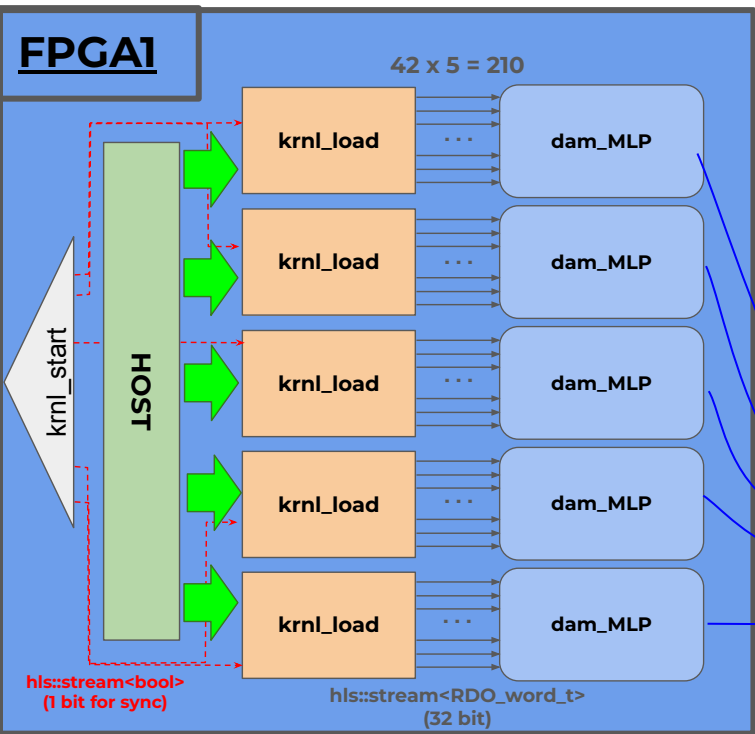 FPGA1
42 x 5 = 210
krnl_load
· · ·
dam_MLP
krnl_load
· · ·
dam_MLP
krnl_start
HOST
krnl_load
· · ·
dam_MLP
krnl_load
· · ·
dam_MLP
krnl_load
· · ·
dam_MLP
hls::stream<bool>
(1 bit for sync)
hls::stream<RDO_word_t>
(32 bit)